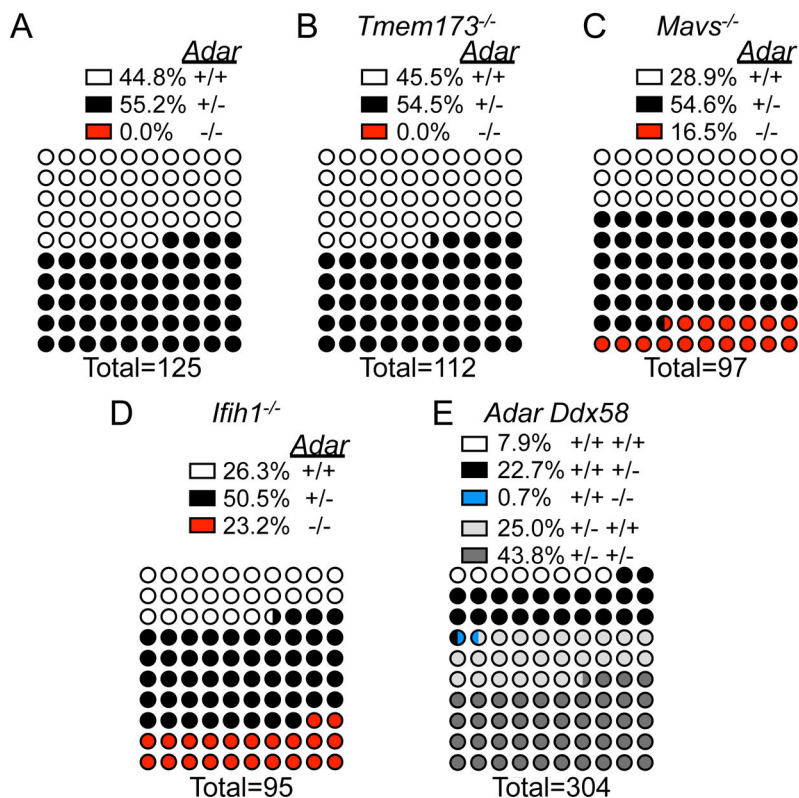 A
Adar
44.8% +/+
55.2% +/-
0.0% -/-
Total=125
B Tmem173-/-
Adar
45.5% +/+
54.5% +/-
0.0% -/-
Total=112
C Mavs-/-
Adar
28.9% +/+
54.6% +/-
16.5% -/-
Total=97
D Ifih1-/-
Adar
26.3% +/+
50.5% +/-
23.2% -/-
Total=95
E Adar Ddx58
7.9% +/+ +/+
22.7% +/+ +/-
0.7% +/+ -/-
25.0% +/- +/+
43.8% +/- +/-
Total=304